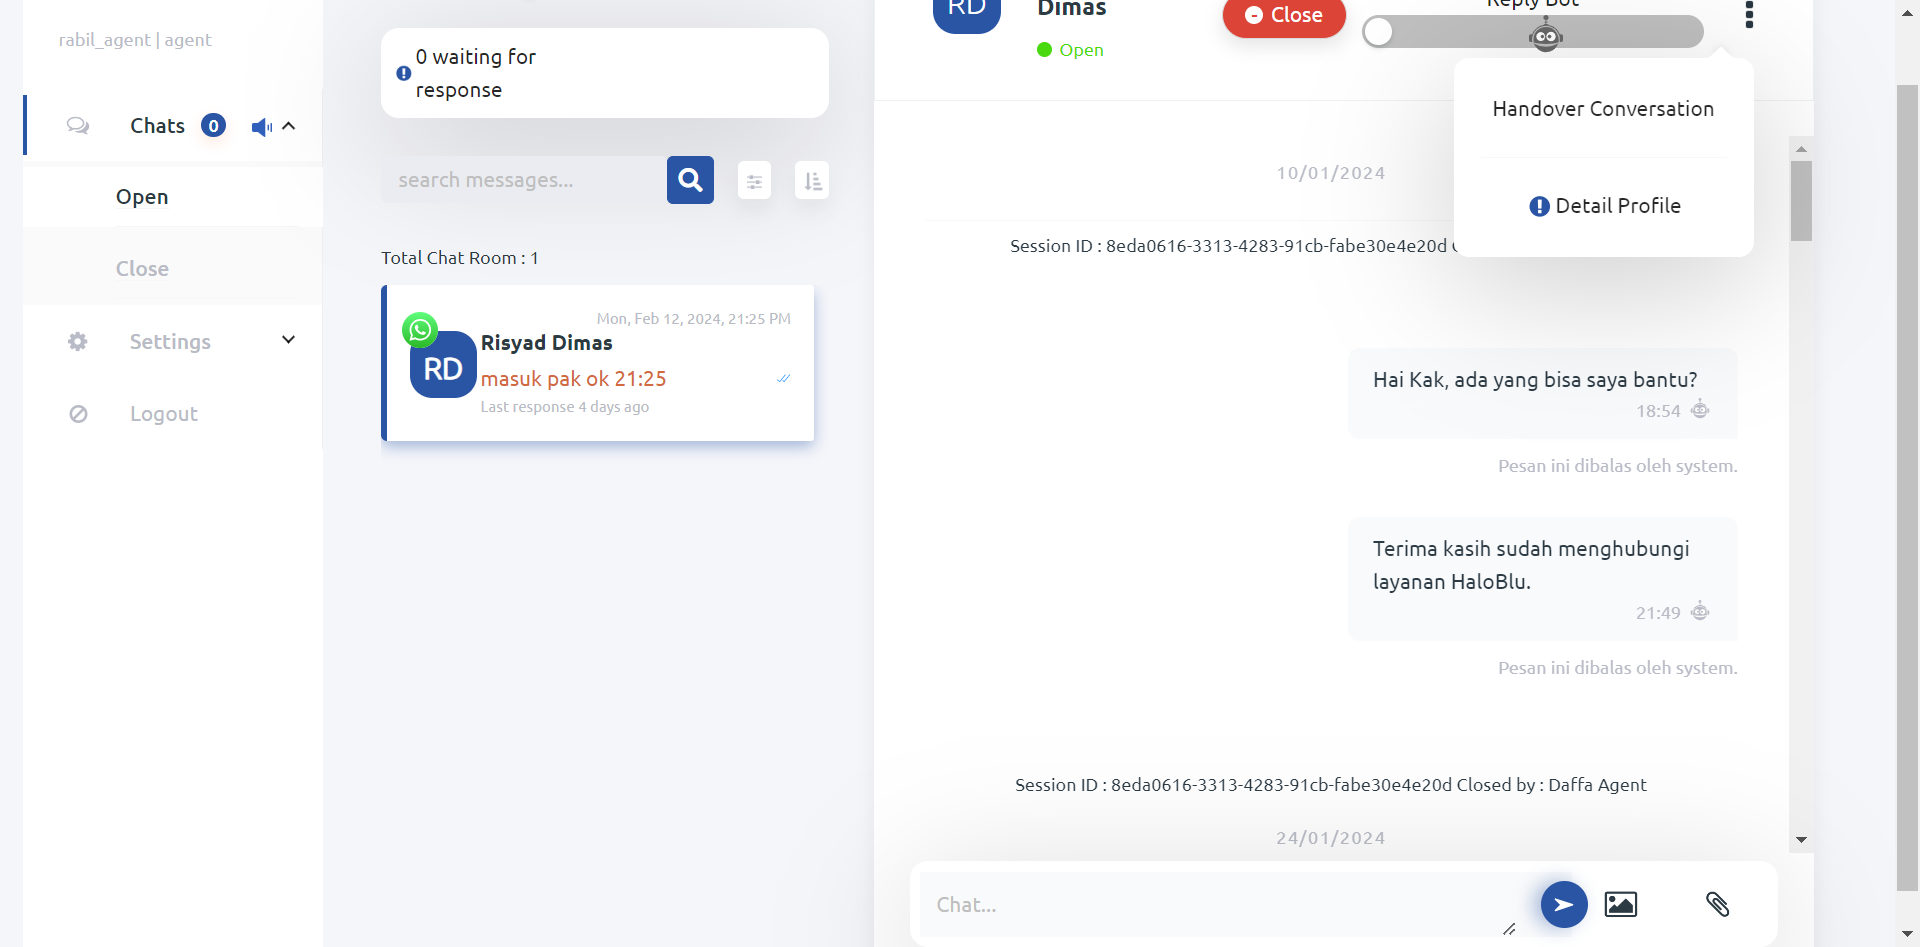 rabil_agent | agent
Chats 0
Open
Close
Settings
Logout
0 waiting for
response
search messages...
Total Chat Room : 1
Mon, Feb 12, 2024, 21:25 PM
RD
Risyad Dimas
masuk pak ok 21:25
Last response 4 days ago
RD
Dimas
Open
Close
Reply Bot
Handover Conversation
Detail Profile
10/01/2024
Session ID : 8eda0616-3313-4283-91cb-fabe30e4e20d
Hai Kak, ada yang bisa saya bantu?
18:54
Pesan ini dibalas oleh system.
Terima kasih sudah menghubungi
layanan HaloBlu.
21:49
Pesan ini dibalas oleh system.
Session ID : 8eda0616-3313-4283-91cb-fabe30e4e20d Closed by : Daffa Agent
24/01/2024
Chat...